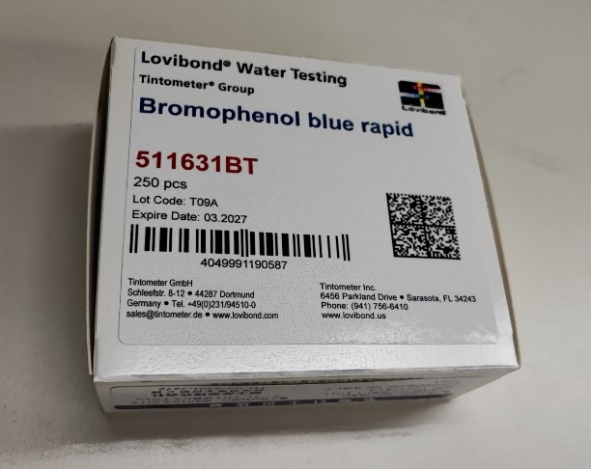 Lovibond® Water Testing
Tintometer® Group
Lovibond
Bromophenol blue rapid
511631BT
250 pcs
Lot Code: T09A
Expire Date: 03.2027
4049991190587
Tintometer GmbH
Schleefstr. 8-12 • 44287 Dortmund
Germany • Tel. +49(0)231/94510-0
sales@tintometer.de • www.lovibond.com
Tintometer Inc.
6456 Parkland Drive • Sarasota, FL 34243
Phone: (941) 756-6410
www.lovibond.us